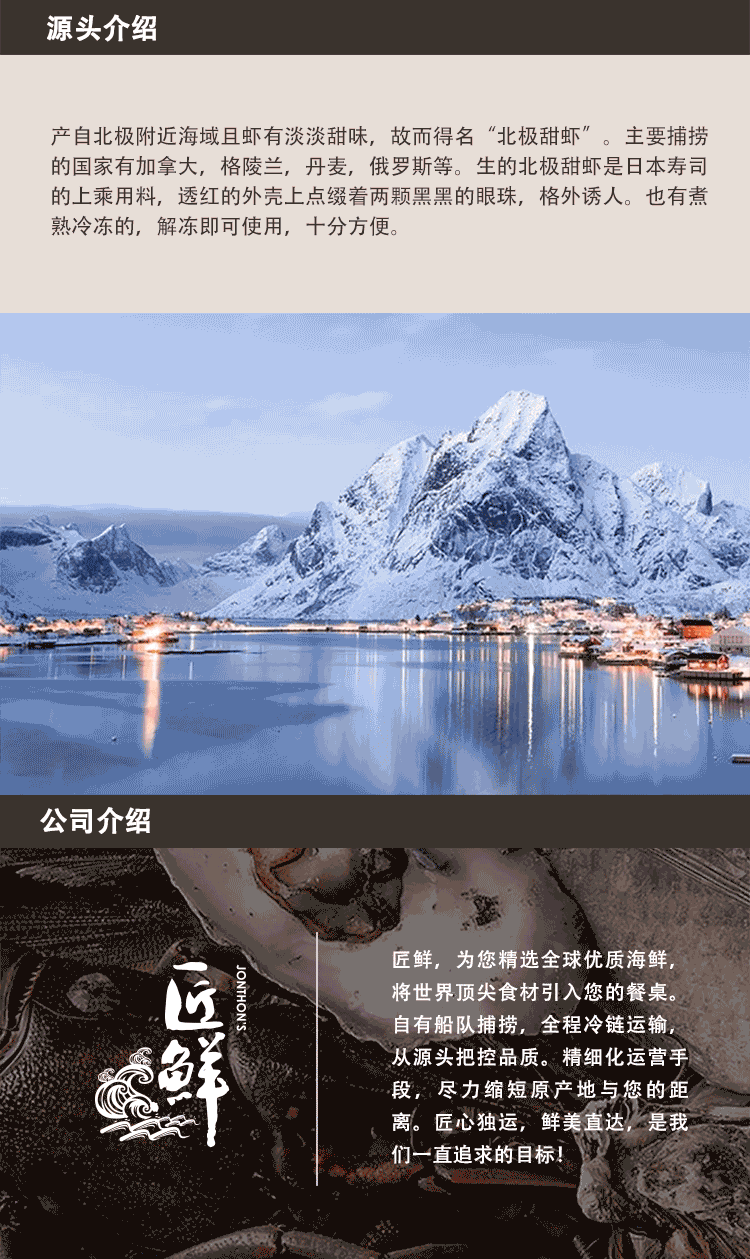 源头介绍
产自北极附近海域且虾有淡淡甜味，故而得名“北极甜虾”。主要捕捞
的国家有加拿大，格陵兰，丹麦，俄罗斯等。生的北极甜虾是日本寿司
的上乘用料，透红的外壳上点缀着两颗黑黑的眼珠，格外诱人。也有煮
熟冷冻的，解冻即可使用，十分方便。
公司介绍
匠鲜
JONTHON'S
匠鲜，为您精选全球优质海鲜，
将世界顶尖食材引入您的餐桌。
自有船队捕捞，全程冷链运输，
从源头把控品质。精细化运营手
段，尽力缩短原产地与您的距
离。匠心独运，鲜美直达，是我
们一直追求的目标！